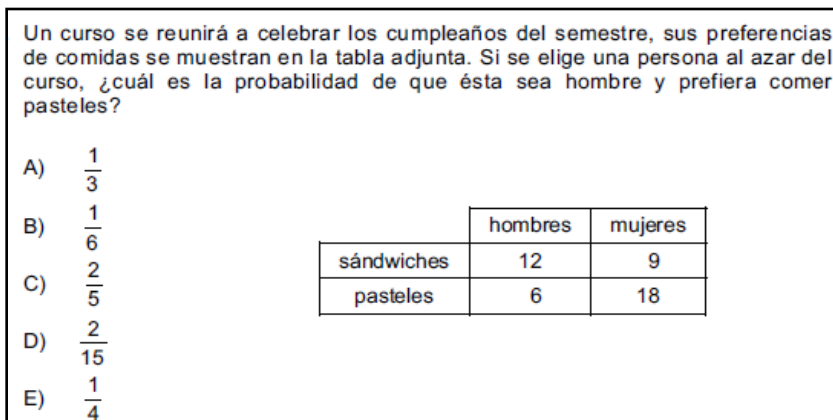 Un curso se reunirá a celebrar los cumpleaños del semestre, sus preferencias
de comidas se muestran en la tabla adjunta. Si se elige una persona al azar del
curso, ¿cuál es la probabilidad de que ésta sea hombre y prefiera comer
pasteles?
A) 1/3
B) 1/6
C) 2/5
D) 2/15
E) 1/4
hombres mujeres
sándwiches 12 9
pasteles 6 18